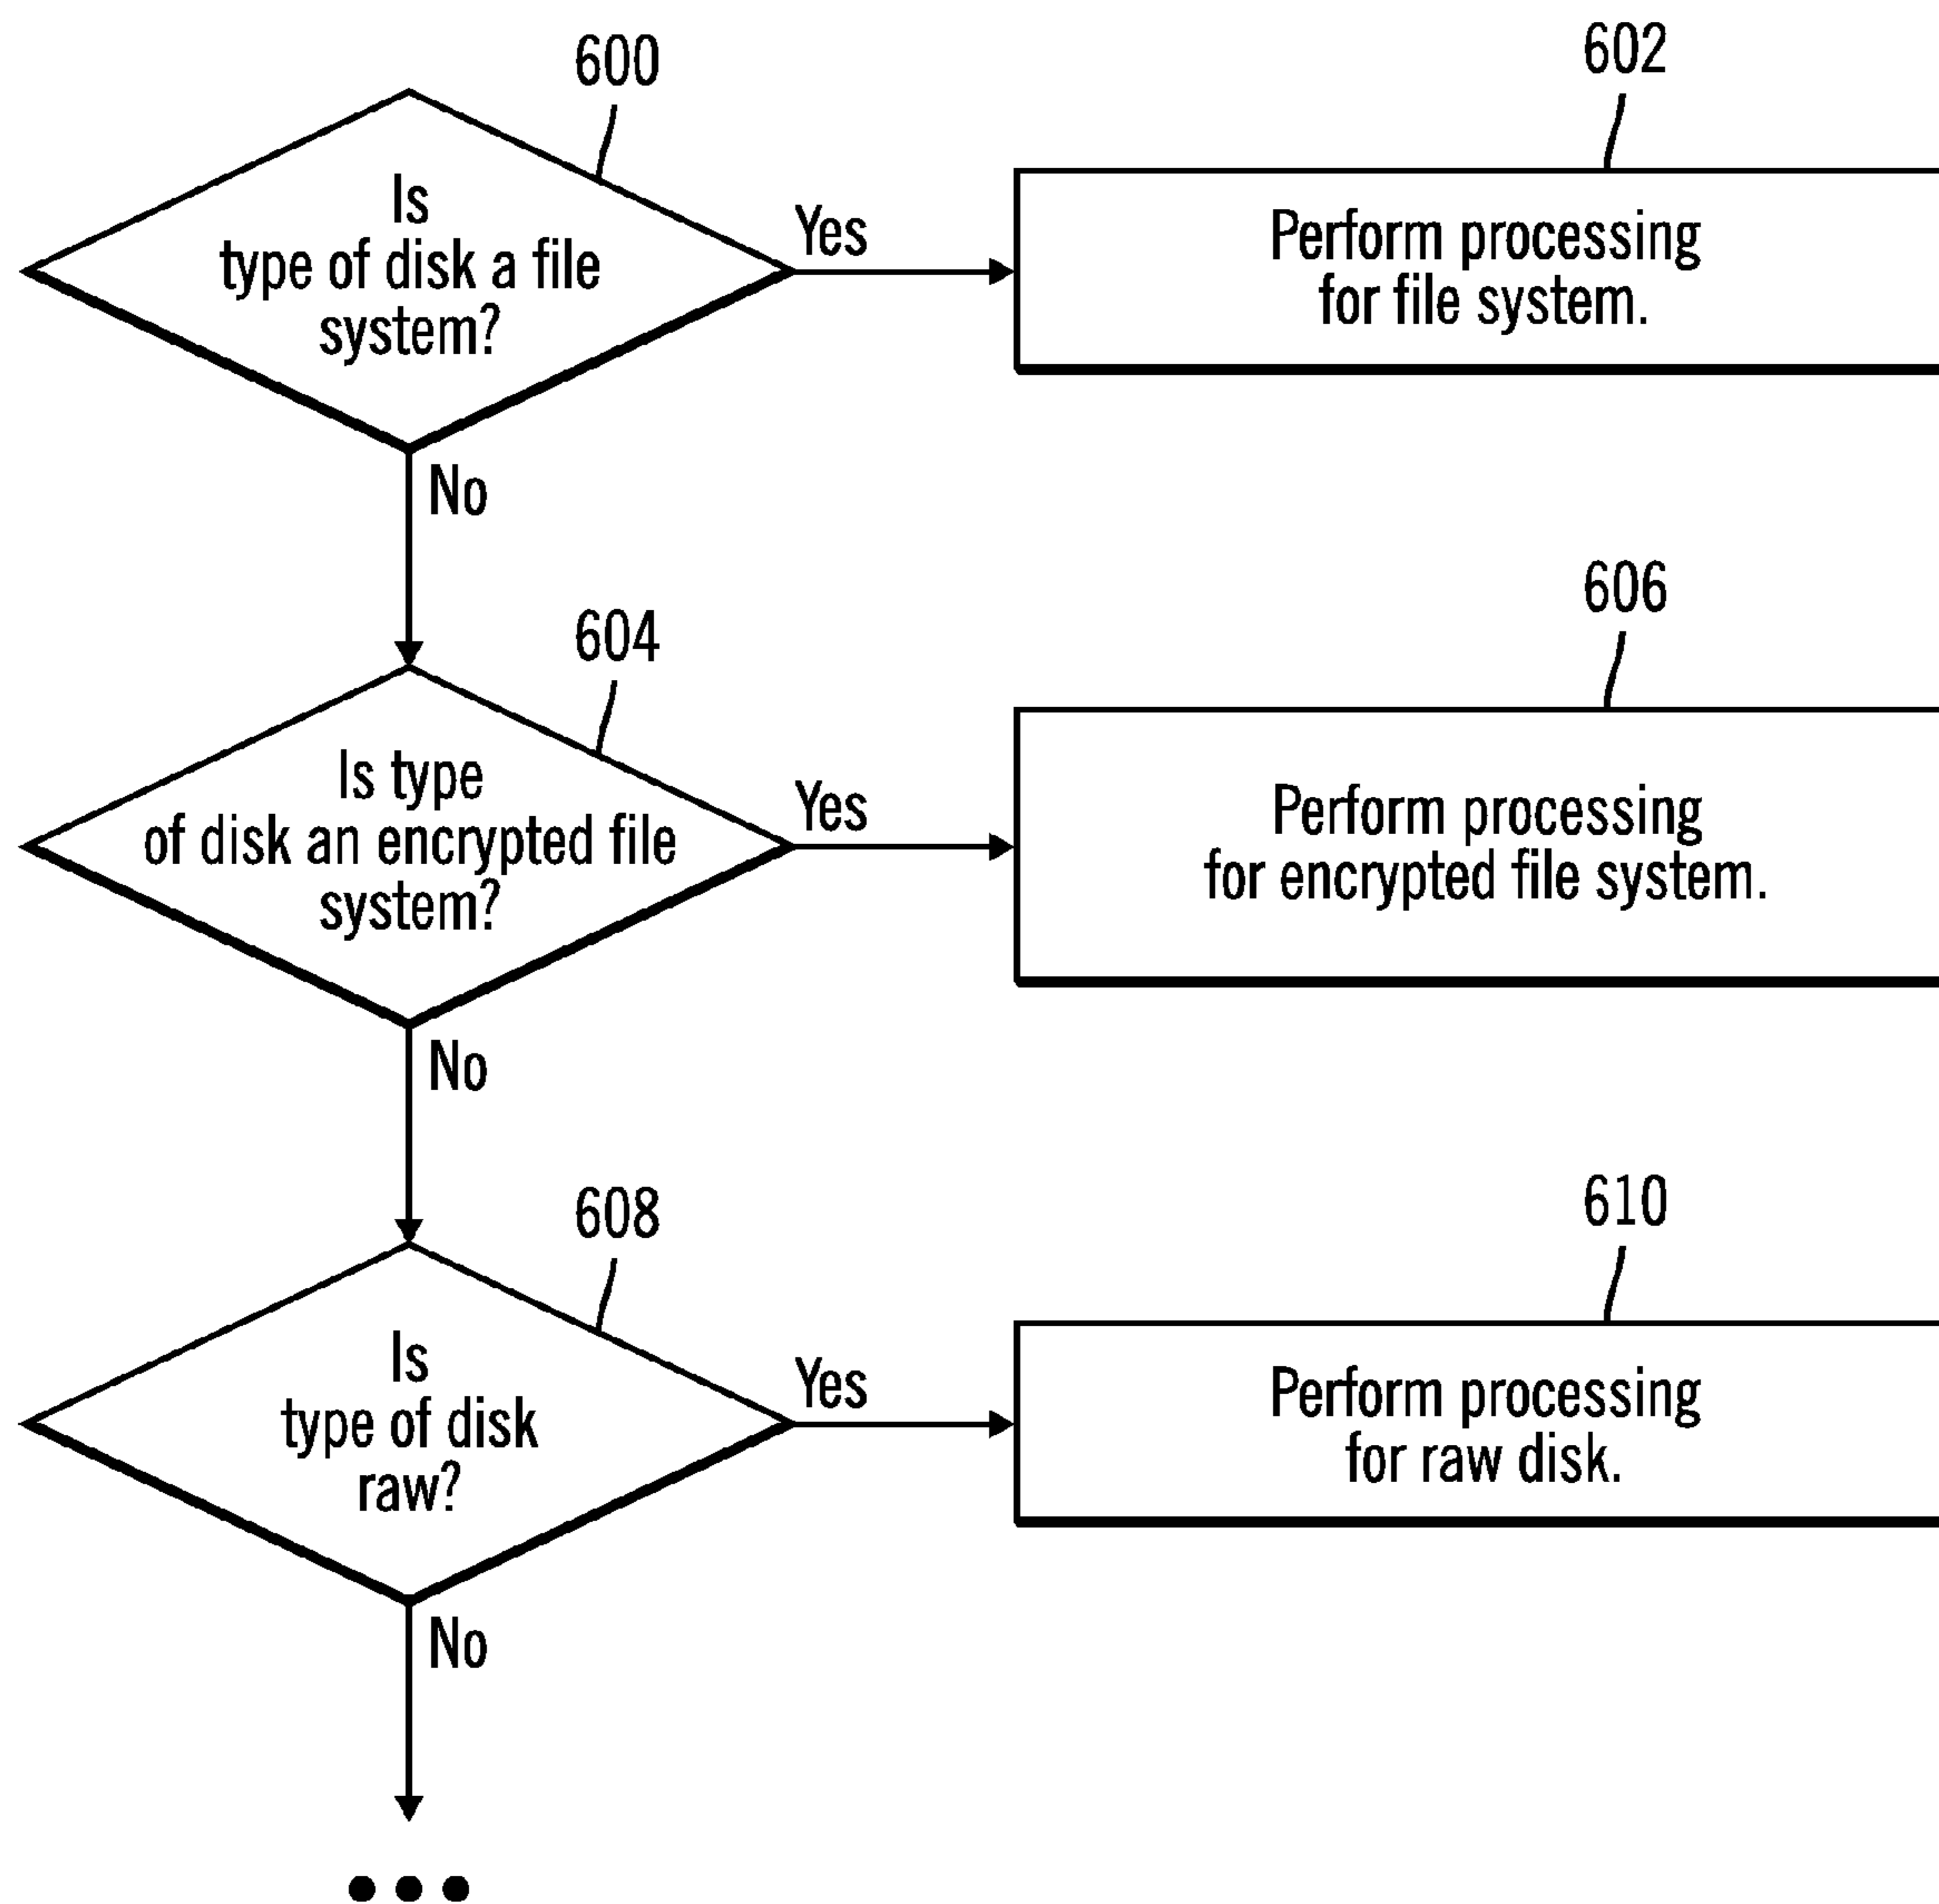 600
Is
type of disk a file
system?
Yes
602
Perform processing
for file system.
No
604
Is type
of disk an encrypted file
system?
Yes
606
Perform processing
for encrypted file system.
No
608
Is
type of disk
raw?
Yes
610
Perform processing
for raw disk.
No